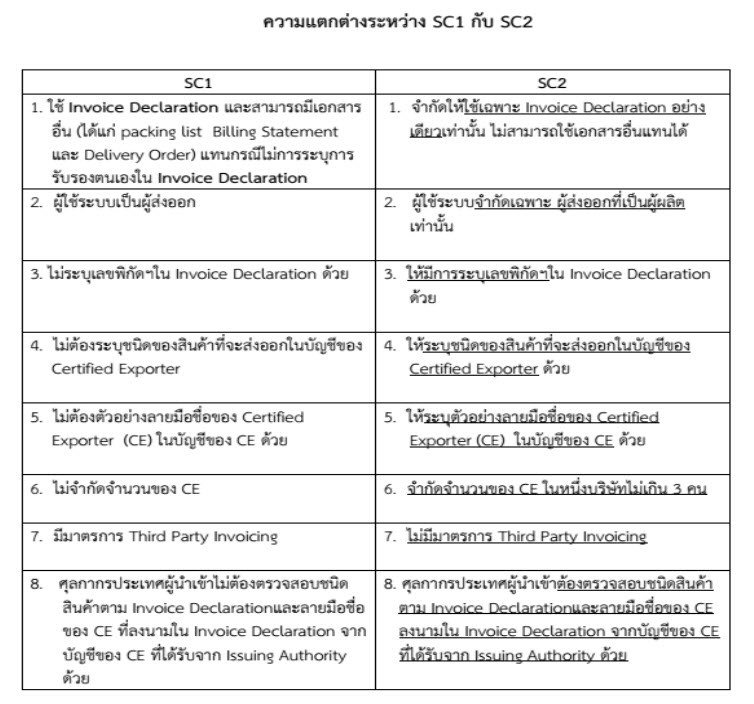 ความแตกต่างระหว่าง SC1 กับ SC2
SC1
1. ใช้ Invoice Declaration และสามารถมีเอกสาร
อื่น (ได้แก่ packing list Billing Statement
และ Delivery Order) แทนกรณีไม่การระบุการ
รับรองตนเองใน Invoice Declaration
SC2
1. จำกัดให้ใช้เฉพาะ Invoice Declaration อย่าง
เดียวเท่านั้น ไม่สามารถใช้เอกสารอื่นแทนได้
2. ผู้ใช้ระบบเป็นผู้ส่งออก
2. ผู้ใช้ระบบจำกัดเฉพาะ ผู้ส่งออกที่เป็นผู้ผลิต
เท่านั้น
3. ไม่ระบุเลขพิกัดฯใน Invoice Declaration ด้วย
3. ให้มีการระบุเลขพิกัดฯใน Invoice Declaration
ด้วย
4. ไม่ต้องระบุชนิดของสินค้าที่จะส่งออกในบัญชีของ
Certified Exporter
4. ให้ระบุชนิดของสินค้าที่จะส่งออกในบัญชีของ
Certified Exporter ด้วย
5. ไม่ต้องตัวอย่างลายมือชื่อของ Certified
Exporter (CE) ในบัญชีของ CE ด้วย
5. ให้ระบุตัวอย่างลายมือชื่อของ Certified
Exporter (CE) ในบัญชีของ CE ด้วย
6. ไม่จำกัดจำนวนของ CE
6. จำกัดจำนวนของ CE ในหนึ่งบริษัทไม่เกิน 3 คน
7. มีมาตรการ Third Party Invoicing
7. ไม่มีมาตรการ Third Party Invoicing
8. ศุลกากรประเทศผู้นำเข้าไม่ต้องตรวจสอบชนิด
สินค้าตาม Invoice Declarationและลายมือชื่อ
ของ CE ที่ลงนามใน Invoice Declaration จาก
บัญชีของ CE ที่ได้รับจาก Issuing Authority
ด้วย
8. ศุลกากรประเทศผู้นำเข้าต้องตรวจสอบชนิดสินค้า
ตาม Invoice Declarationและลายมือชื่อของ CE
ลงนามใน Invoice Declaration จากบัญชีของ CE
ที่ได้รับจาก Issuing Authority ด้วย